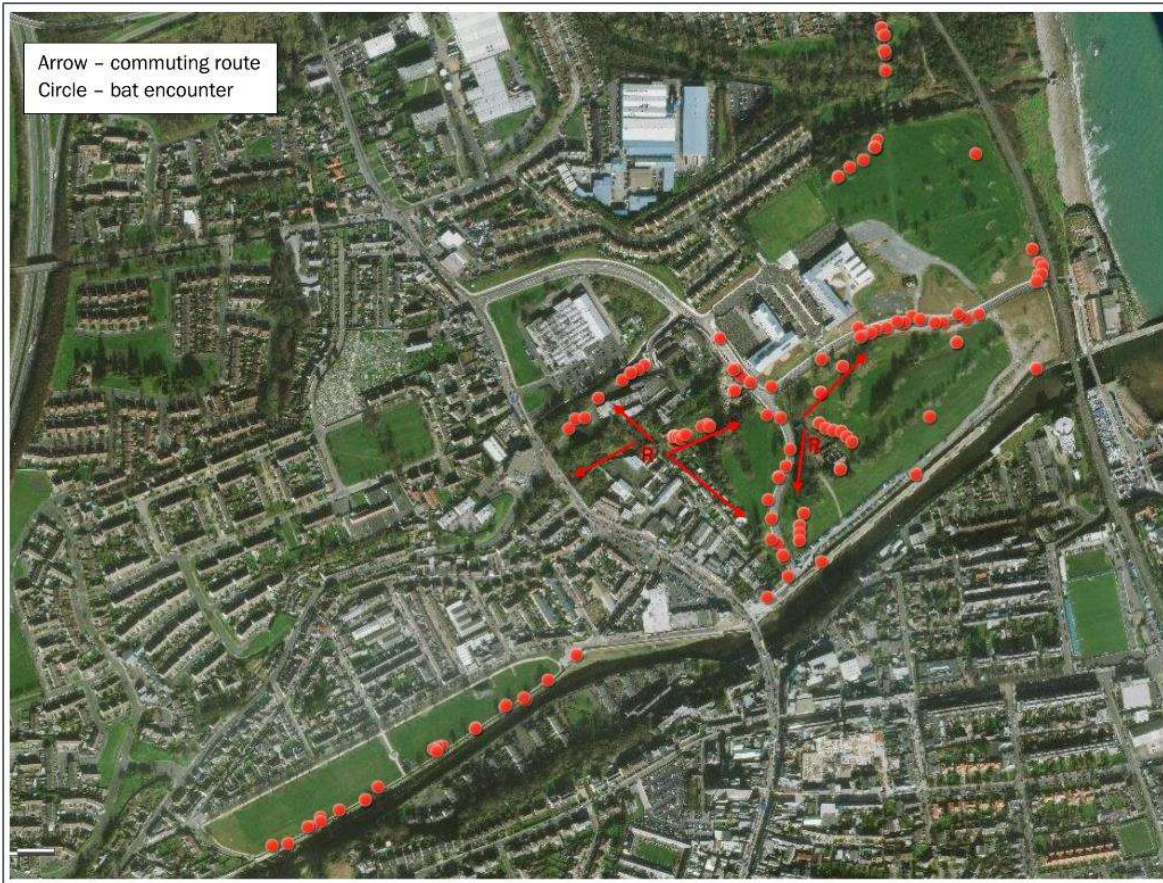 Arrow – commuting route
Circle – bat encounter
R
R